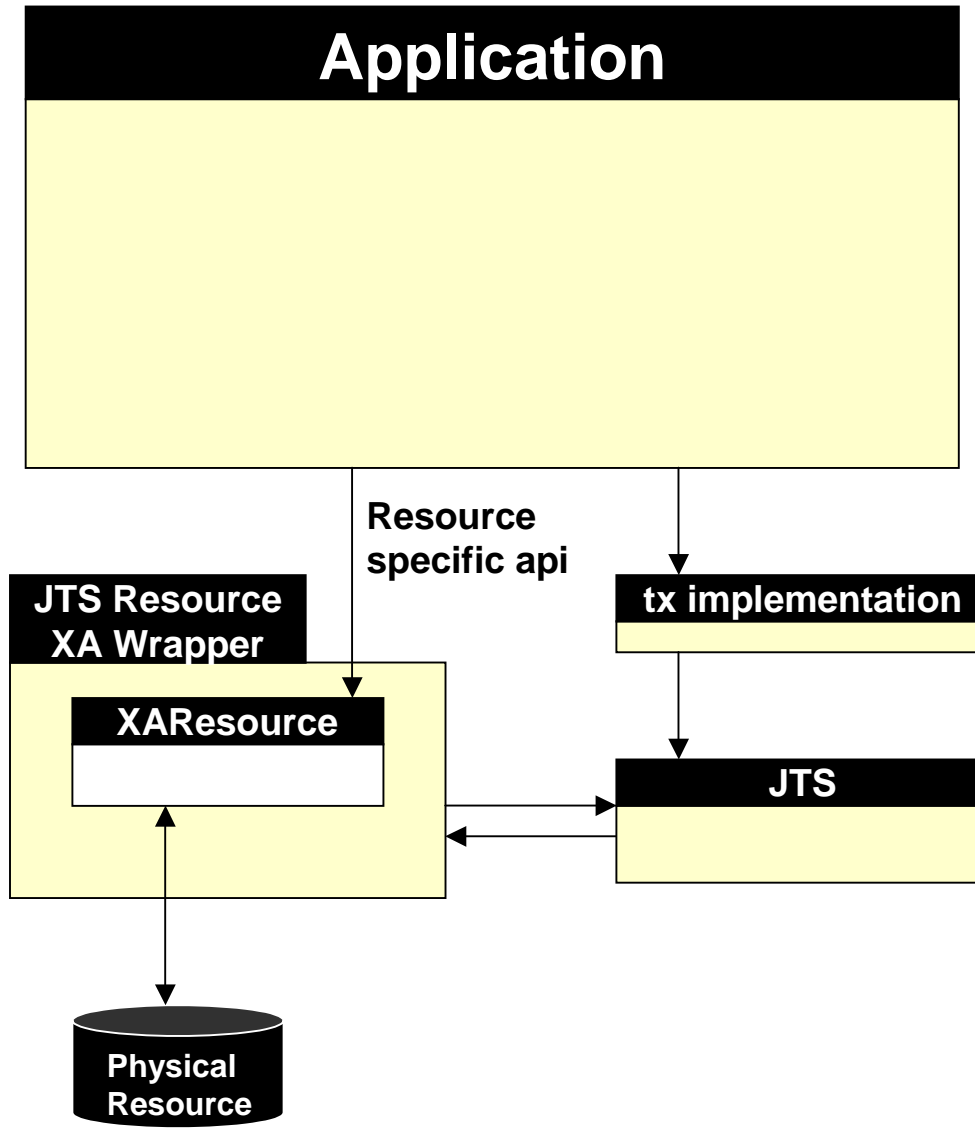 Application
Resource
specific api
JTS Resource
XA Wrapper
tx implementation
XAResource
JTS
Physical
Resource